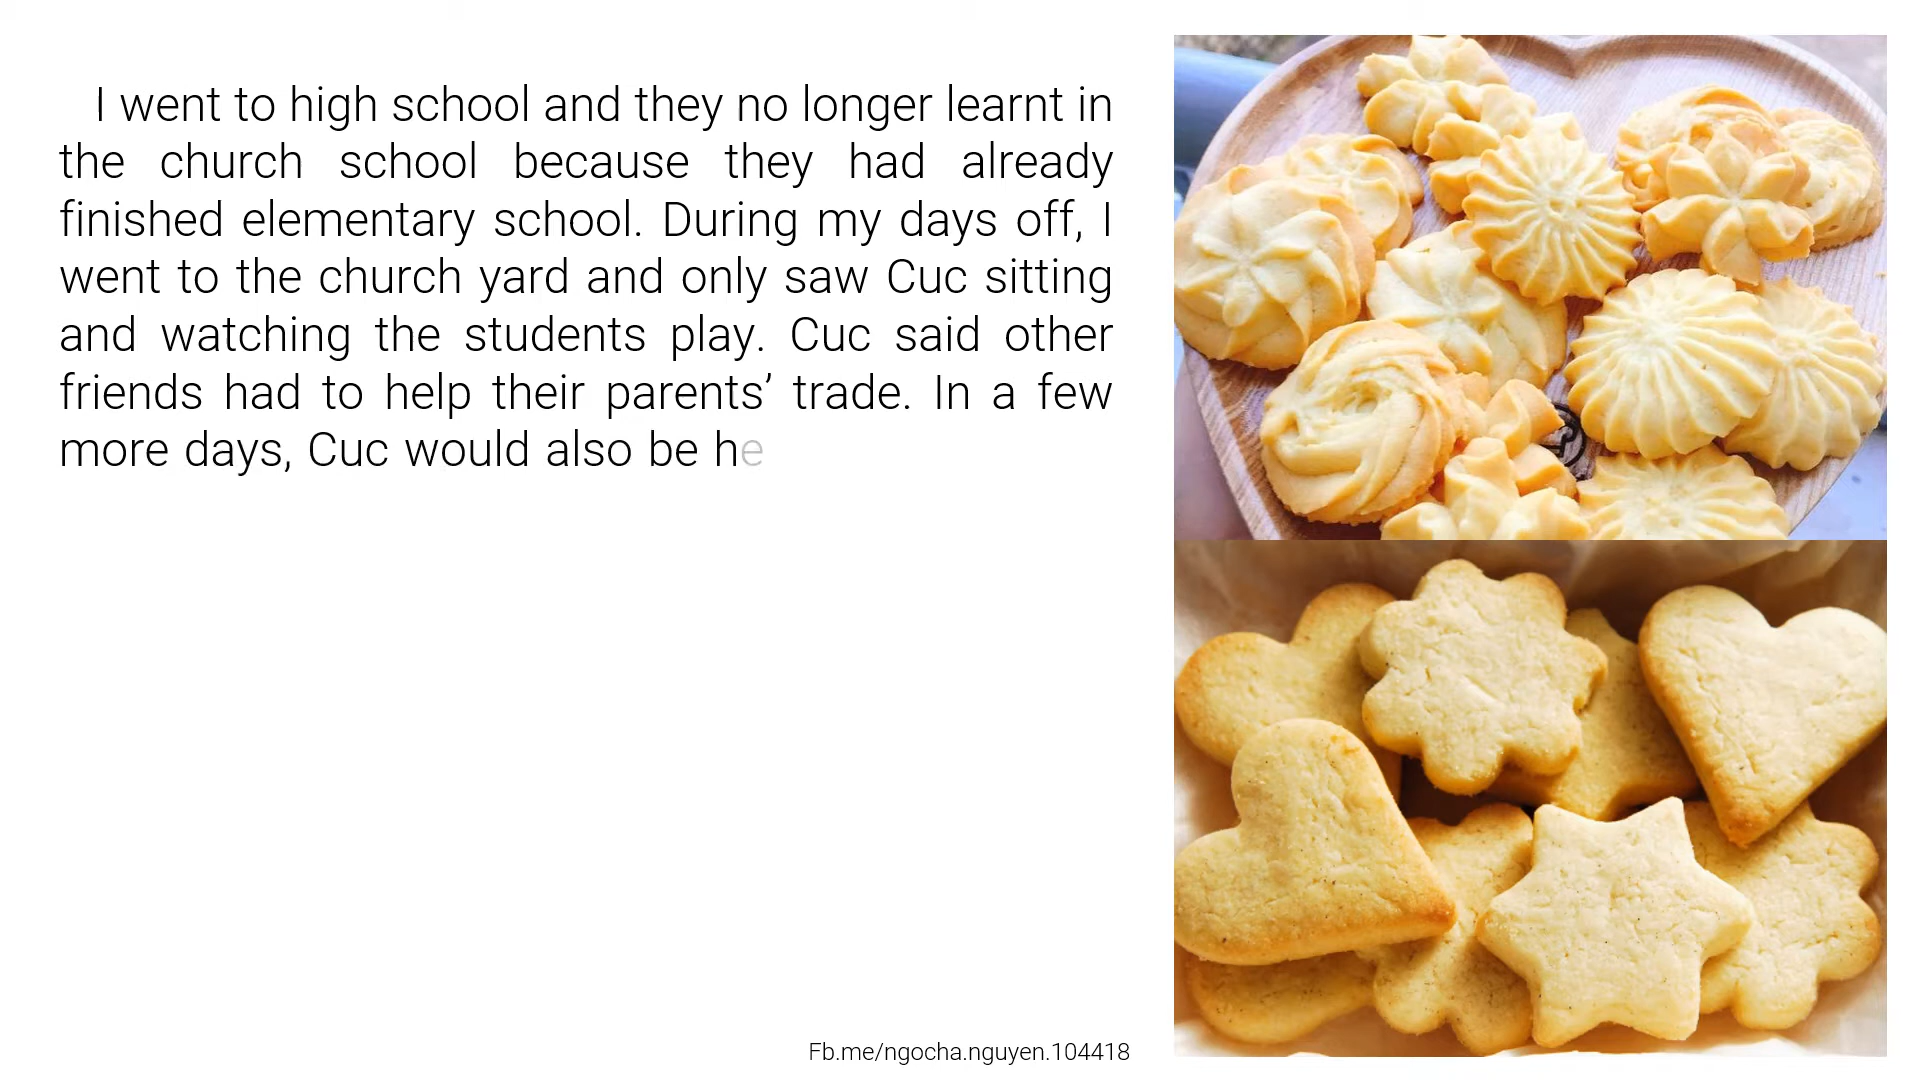 I went to high school and they no longer learnt in
the church school because they had already
finished elementary school. During my days off, I
went to the church yard and only saw Cuc sitting
and watching the students play. Cuc said other
friends had to help their parents’ trade. In a few
more days, Cuc would also be he
Fb.me/ngocha.nguyen.104418